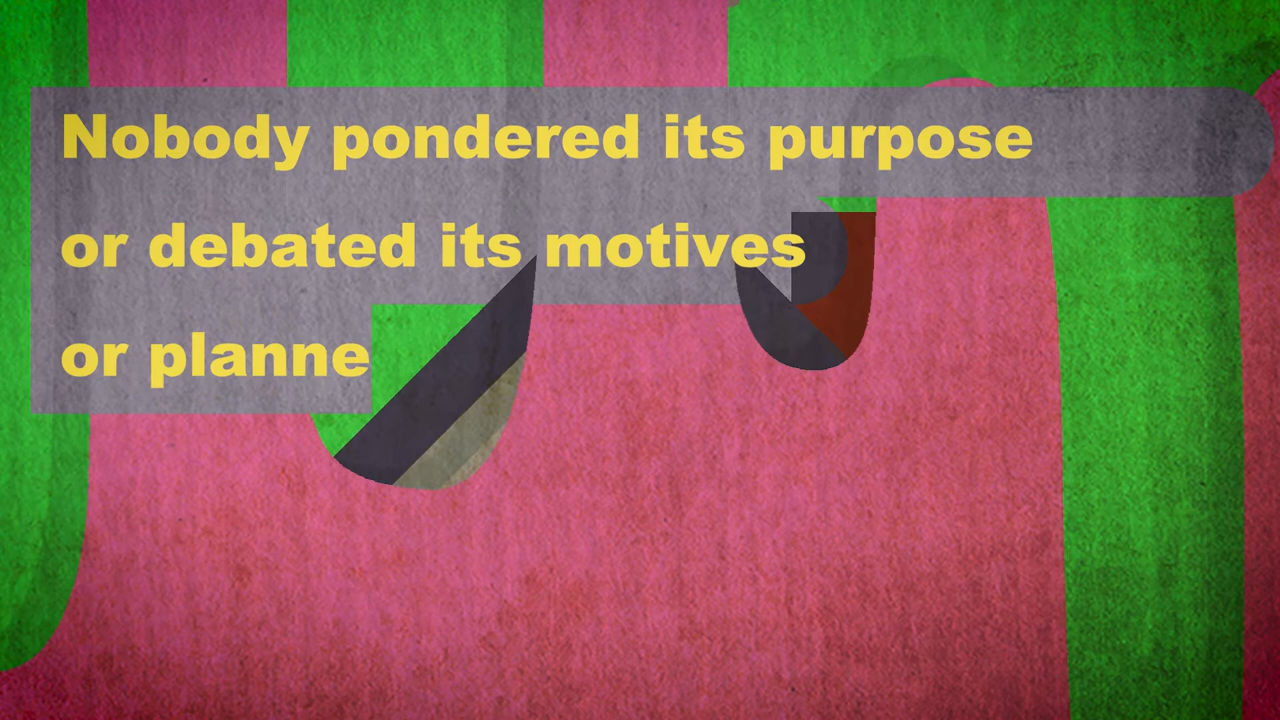 Nobody pondered its purpose
or debated its motives
or planne